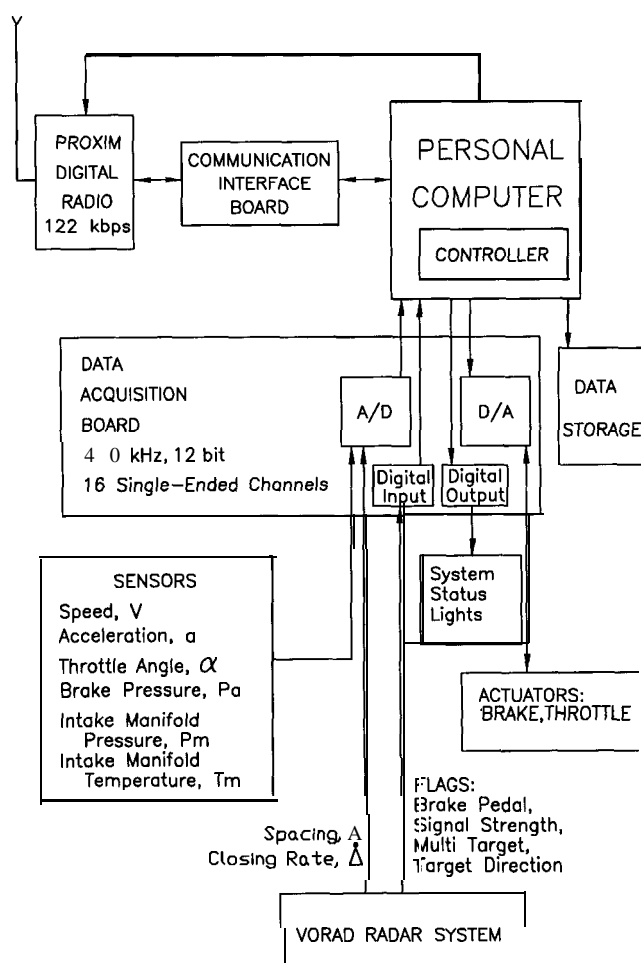 PROXIM
DIGITAL
RADIO
122 kbps
COMMUNICATION
INTERFACE
BOARD
PERSONAL
COMPUTER
CONTROLLER
DATA
ACQUISITION
BOARD
4 0 kHz, 12 bit
16 Single-Ended Channels
A/D
D/A
Digital
Input
Digital
Output
DATA
STORAGE
SENSORS
Speed, V
Acceleration, a
Throttle Angle, α
Brake Pressure, Pa
Intake Manifold
Pressure, Pm
Intake Manifold
Temperature, Tm
System
Status
Lights
ACTUATORS:
BRAKE,THROTTLE
Spacing, A
Closing Rate, Δ̇
FLAGS:
Brake Pedal,
Signal Strength,
Multi Target,
Target Direction
VORAD RADAR SYSTEM